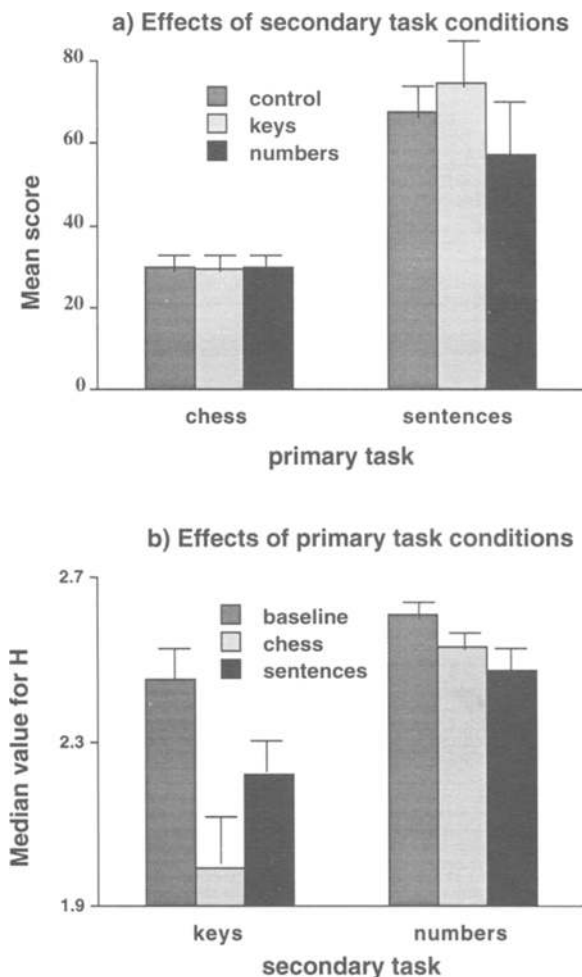 a) Effects of secondary task conditions
80
60
40
20
0
Mean score
control
keys
numbers
chess
sentences
primary task
b) Effects of primary task conditions
2.7
2.3
1.9
Median value for H
baseline
chess
sentences
keys
numbers
secondary task